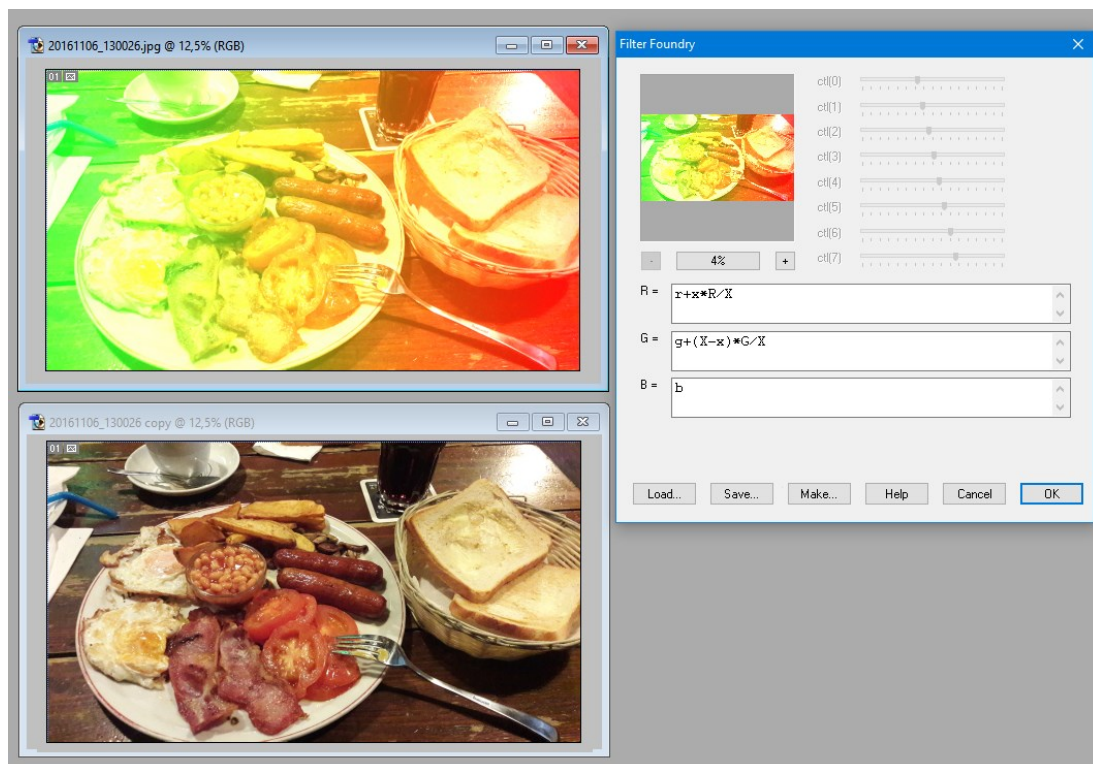 20161106_130026.jpg @ 12,5% (RGB)
01
20161106_130026 copy @ 12,5% (RGB)
01
Filter Foundry
ctl(0)
ctl(1)
ctl(2)
ctl(3)
ctl(4)
ctl(5)
ctl(6)
ctl(7)
- 4% +
R = r+x*R/X
G = g+(X-x)*G/X
B = b
Load... Save... Make... Help Cancel OK